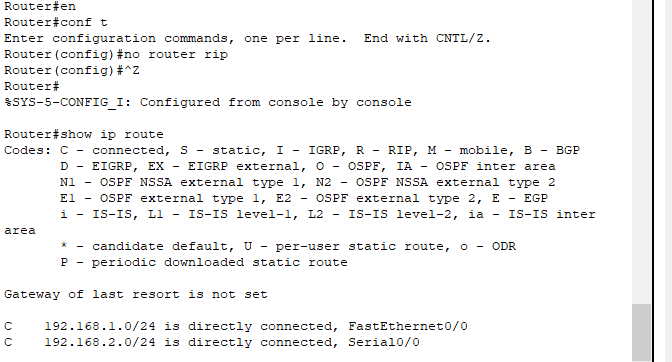 Router#en
Router#conf t
Enter configuration commands, one per line.  End with CNTL/Z.
Router(config)#no router rip
Router(config)#^Z
Router#
%SYS-5-CONFIG_I: Configured from console by console

Router#show ip route
Codes: C - connected, S - static, I - IGRP, R - RIP, M - mobile, B - BGP
       D - EIGRP, EX - EIGRP external, O - OSPF, IA - OSPF inter area
       N1 - OSPF NSSA external type 1, N2 - OSPF NSSA external type 2
       E1 - OSPF external type 1, E2 - OSPF external type 2, E - EGP
       i - IS-IS, L1 - IS-IS level-1, L2 - IS-IS level-2, ia - IS-IS inter
area
       * - candidate default, U - per-user static route, o - ODR
       P - periodic downloaded static route

Gateway of last resort is not set

C    192.168.1.0/24 is directly connected, FastEthernet0/0
C    192.168.2.0/24 is directly connected, Serial0/0